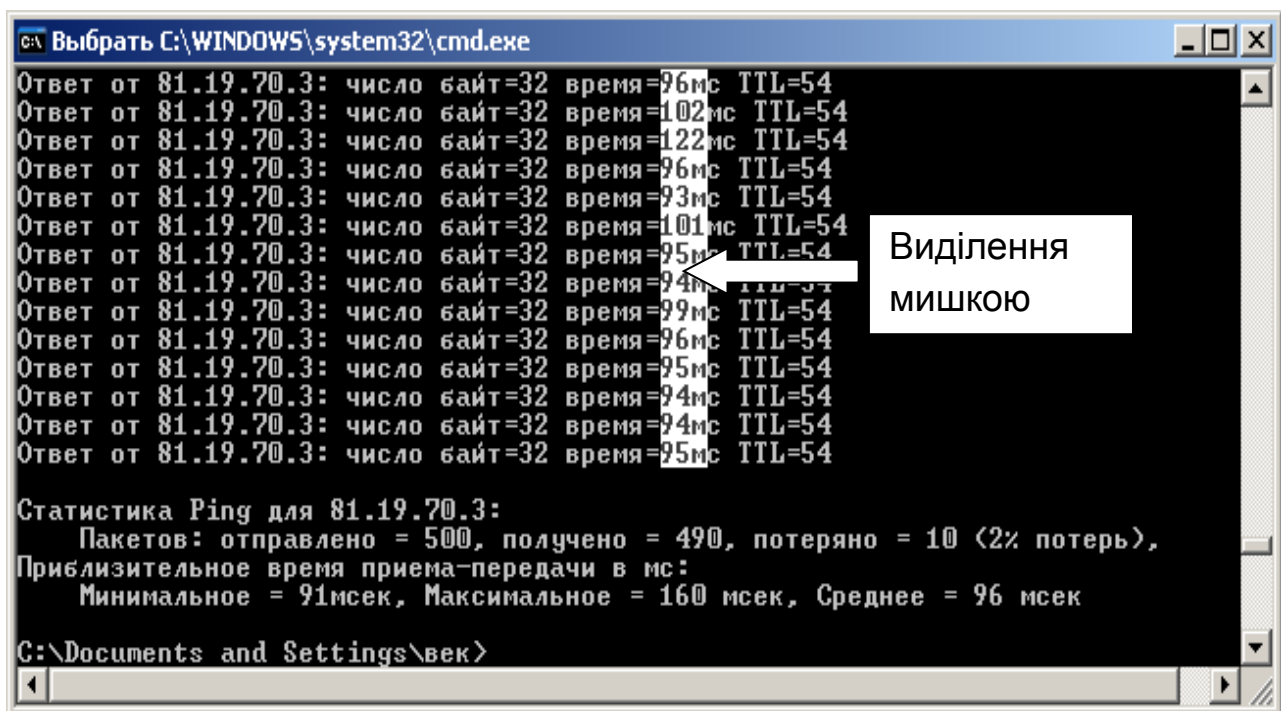 Выбрать C:\WINDOWS\system32\cmd.exe
Ответ от 81.19.70.3: число байт=32 время=96мс TTL=54
Ответ от 81.19.70.3: число байт=32 время=102мс TTL=54
Ответ от 81.19.70.3: число байт=32 время=122мс TTL=54
Ответ от 81.19.70.3: число байт=32 время=96мс TTL=54
Ответ от 81.19.70.3: число байт=32 время=93мс TTL=54
Ответ от 81.19.70.3: число байт=32 время=101мс TTL=54
Ответ от 81.19.70.3: число байт=32 время=95мс TTL=54
Ответ от 81.19.70.3: число байт=32 время=94мс TTL=54
Ответ от 81.19.70.3: число байт=32 время=99мс TTL=54
Ответ от 81.19.70.3: число байт=32 время=96мс TTL=54
Ответ от 81.19.70.3: число байт=32 время=95мс TTL=54
Ответ от 81.19.70.3: число байт=32 время=94мс TTL=54
Ответ от 81.19.70.3: число байт=32 время=94мс TTL=54
Ответ от 81.19.70.3: число байт=32 время=95мс TTL=54
Виділення
мишкою
Статистика Ping для 81.19.70.3:
Пакетов: отправлено = 500, получено = 490, потеряно = 10 (2% потерь),
Приблизительное время приема-передачи в мс:
Минимальное = 91мсек, Максимальное = 160 мсек, Среднее = 96 мсек
C:\Documents and Settings\век>